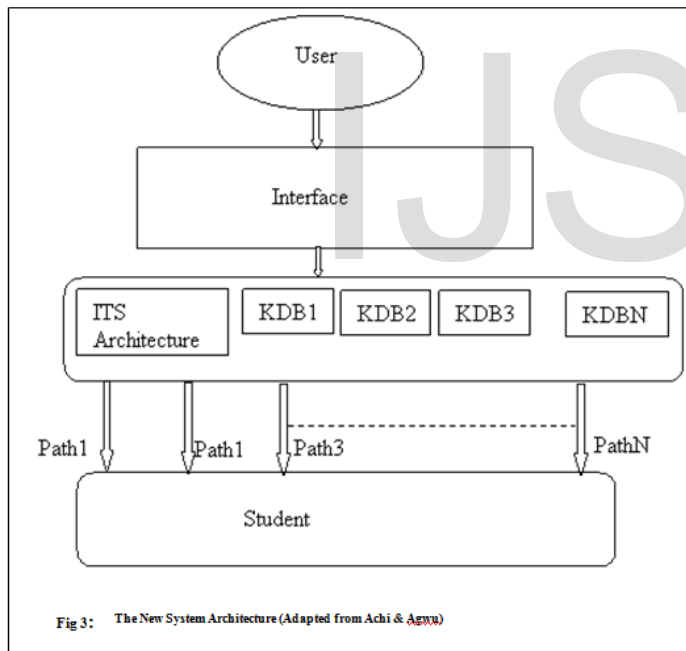 User
IJS
Interface
ITS
Architecture
KDB1 KDB2 KDB3 KDBN
Path1 Path1 Path3 PathN
Student
Fig 3: The New System Architecture (Adapted from Achi & Agwu)